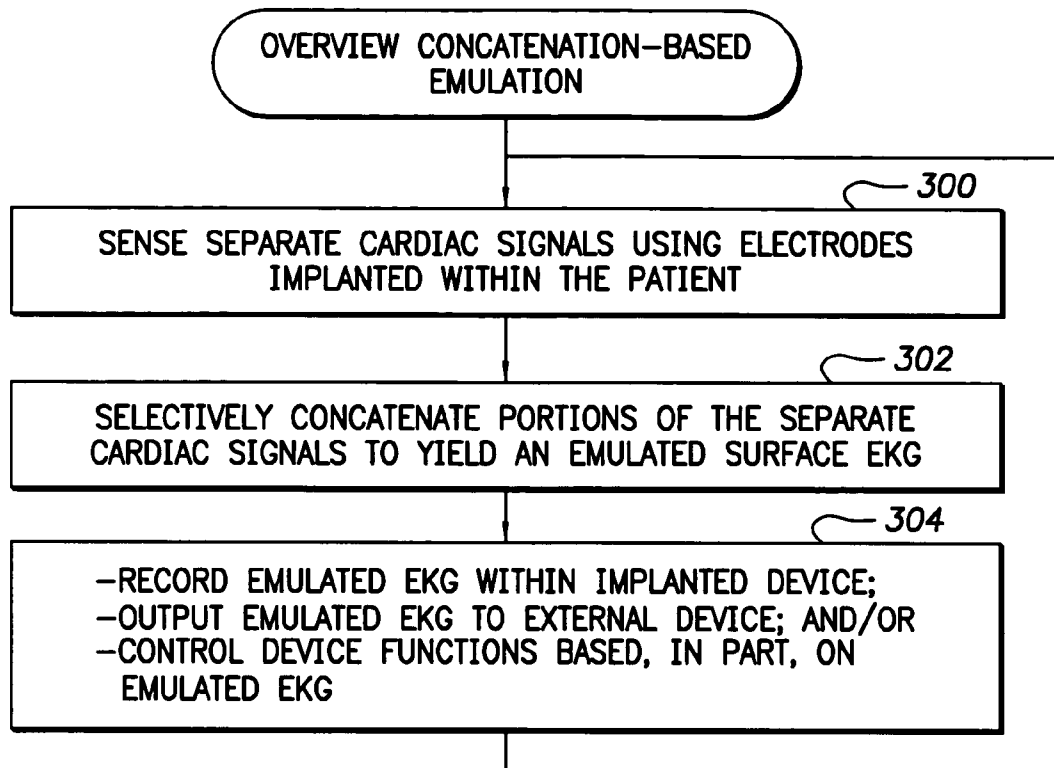 OVERVIEW CONCATENATION-BASED
EMULATION
300
SENSE SEPARATE CARDIAC SIGNALS USING ELECTRODES
IMPLANTED WITHIN THE PATIENT
302
SELECTIVELY CONCATENATE PORTIONS OF THE SEPARATE
CARDIAC SIGNALS TO YIELD AN EMULATED SURFACE EKG
304
-RECORD EMULATED EKG WITHIN IMPLANTED DEVICE;
-OUTPUT EMULATED EKG TO EXTERNAL DEVICE; AND/OR
-CONTROL DEVICE FUNCTIONS BASED, IN PART, ON
EMULATED EKG